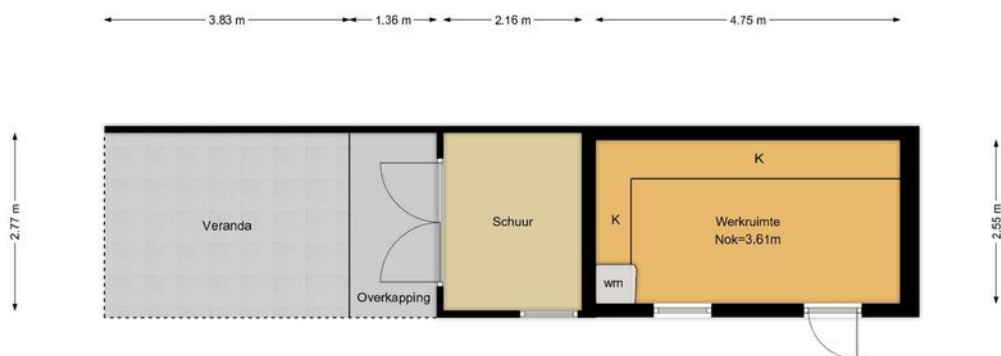 3.83 m 1.36 m 2.16 m 4.75 m
K
Veranda Schuur K Werkruimte
Nok=3.61m
2.77 m 2.55 m
wm
Overkapping